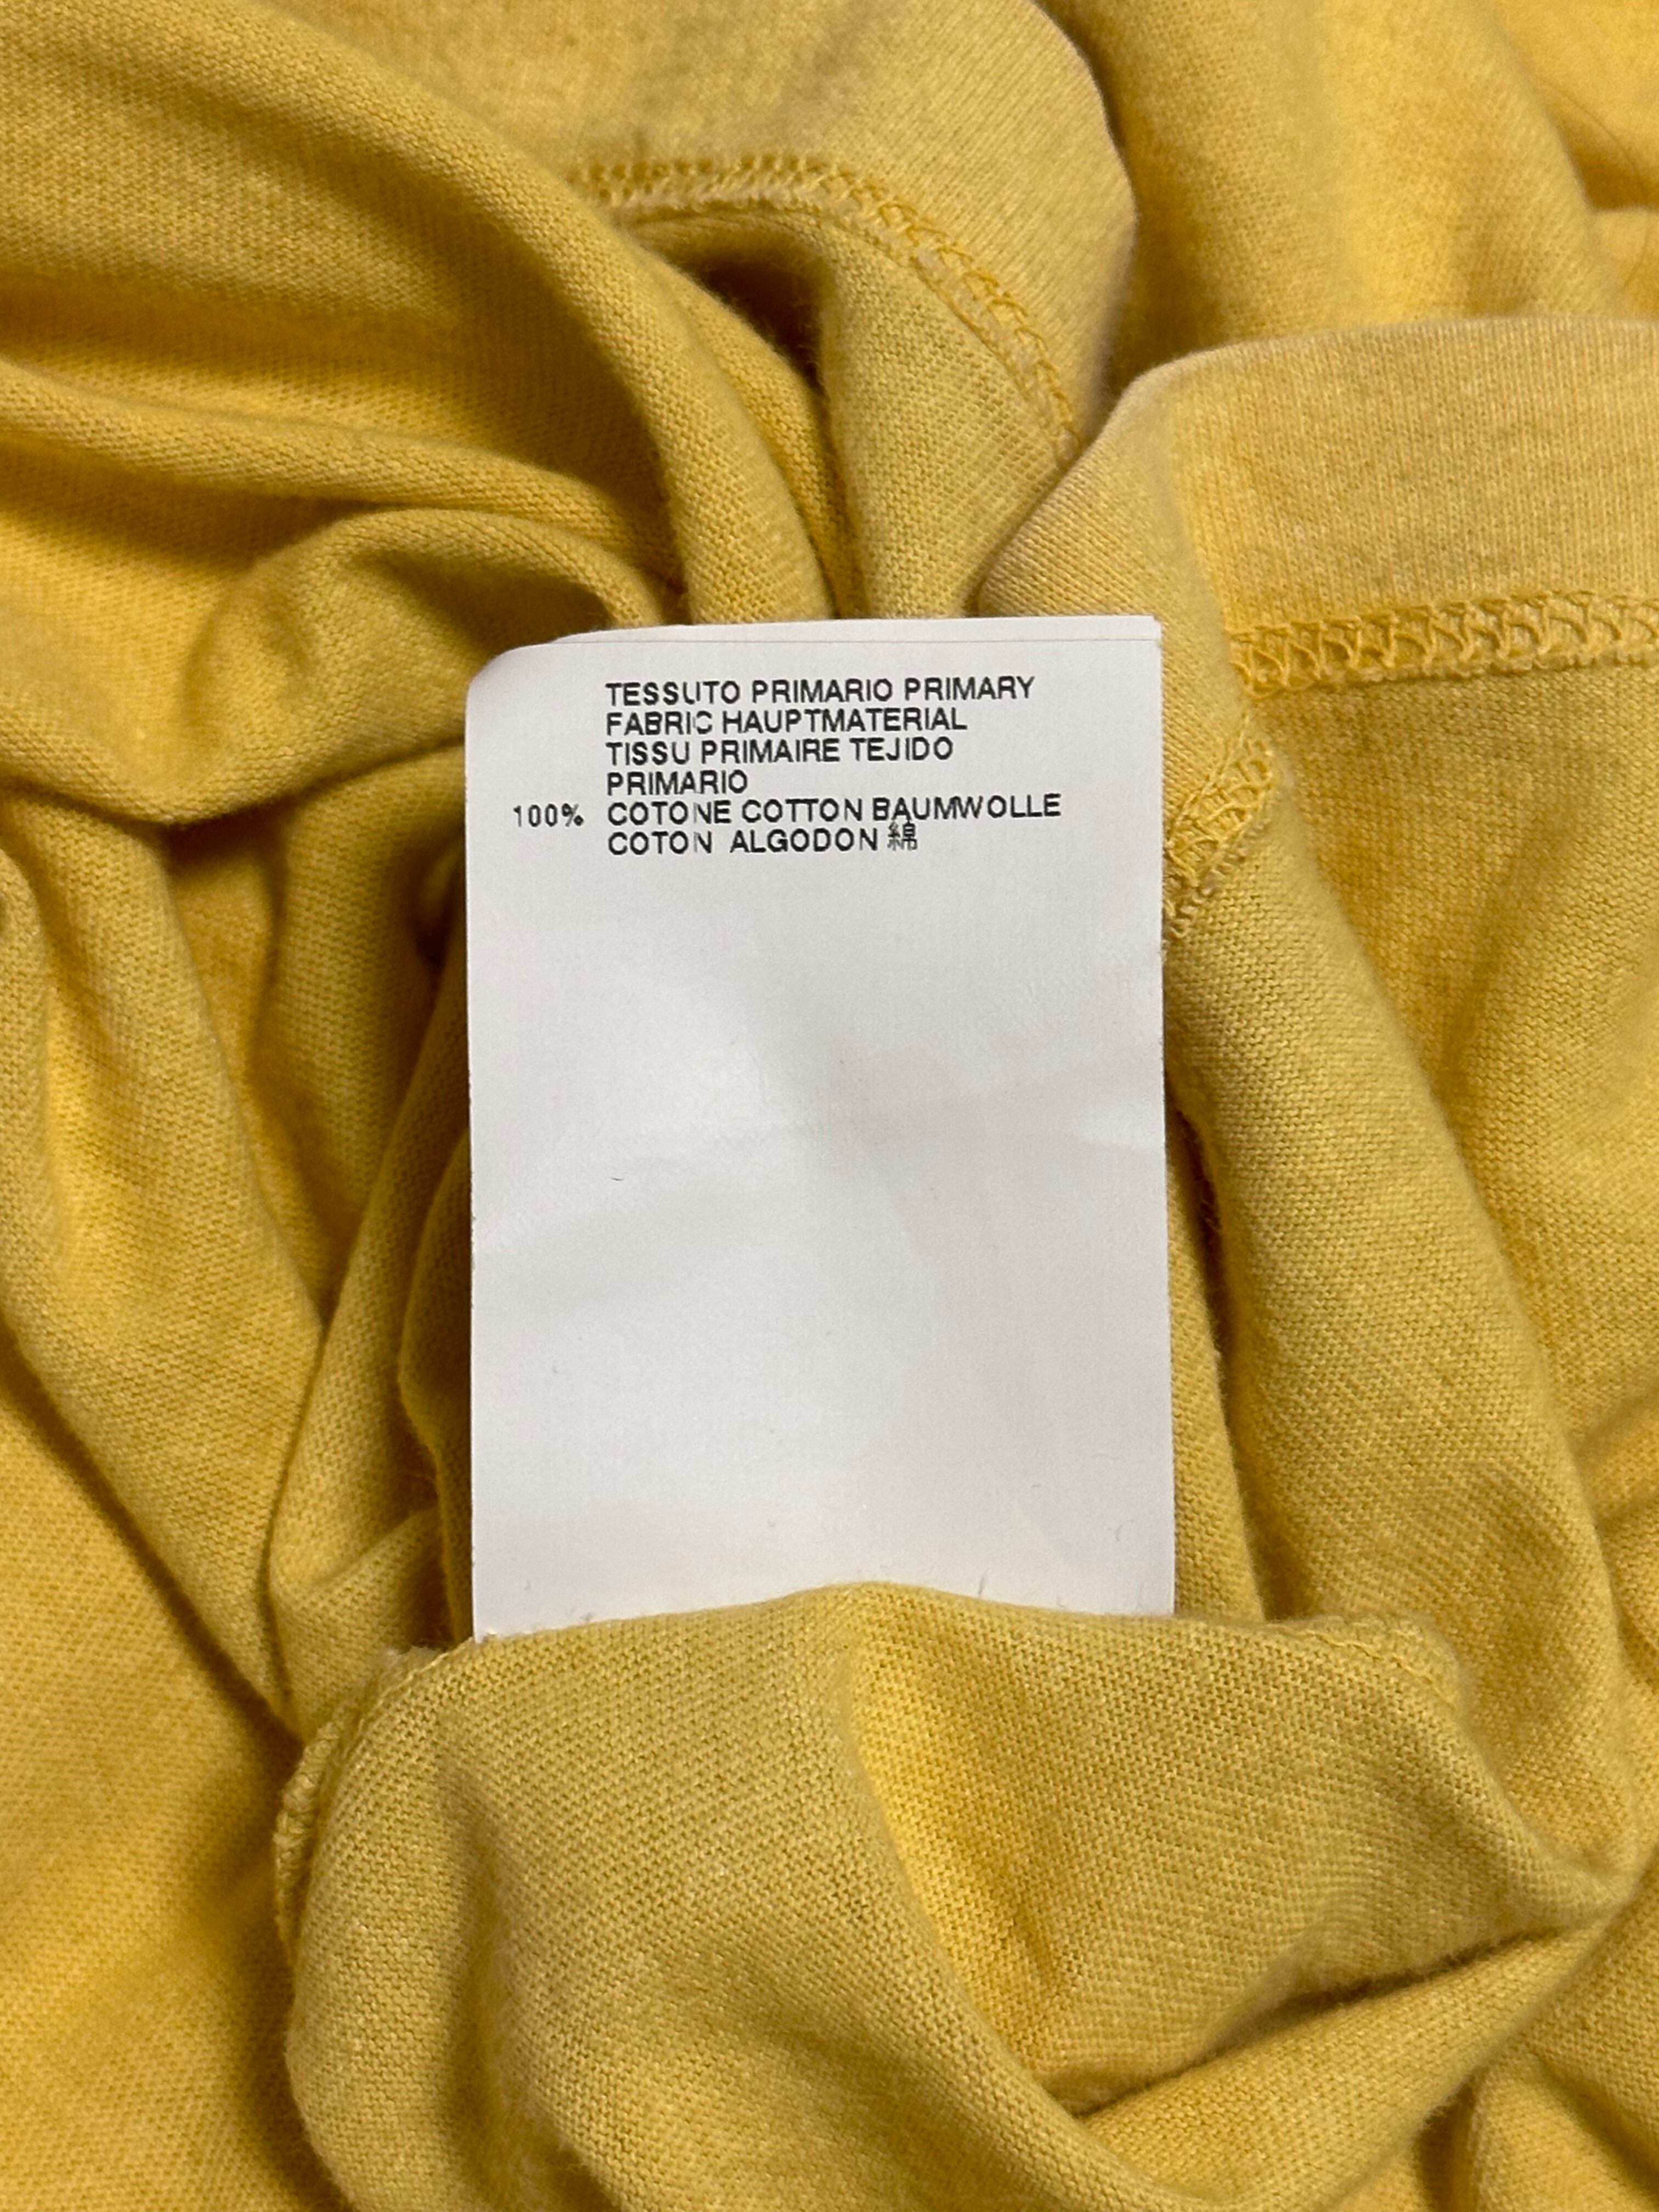 TESSUTO PRIMARIO PRIMARY
FABRIC HAUPTMATERIAL
TISSU PRIMAIRE TEJIDO
PRIMARIO
100% COTONE COTTON BAUMWOLLE
COTON ALGODON 綿